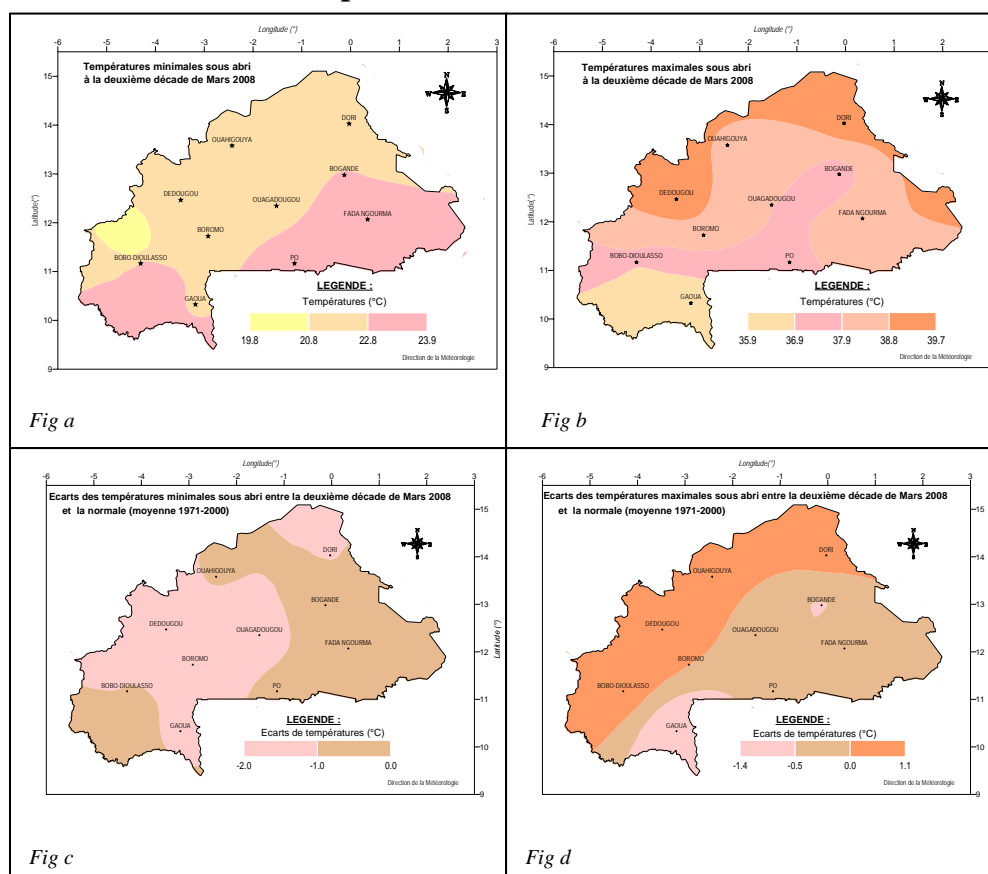 Longitude (°)
-6 -5 -4 -3 -2 -1 0 1 2 3
Températures minimales sous abri
à la deuxième décade de Mars 2008
N
W E
S
15
14
13
12
11
10
9
Latitude(°)
DORI
OUAHIGOUYA
BOGANDE
DEDOUGOU
OUAGADOUGOU
FADA NGOURMA
BOROMO
BOBO-DIOULASSO
PO
GAOUA
LEGENDE :
Températures (°C)
19.8 20.8 22.8 23.9
Direction de la Météorologie
Fig a
Longitude (°)
-6 -5 -4 -3 -2 -1 0 1 2
Températures maximales sous abri
à la deuxième décade de Mars 2008
N
W E
S
15
14
13
12
11
10
9
Latitude(°)
DORI
OUAHIGOUYA
BOGANDE
DEDOUGOU
OUAGADOUGOU
FADA NGOURMA
BOROMO
BOBO-DIOULASSO
PO
GAOUA
LEGENDE :
Températures (°C)
35.9 36.9 37.9 38.8 39.7
Direction de la Météorologie
Fig b
Longitude(°)
-6 -5 -4 -3 -2 -1 0 1 2 3
Ecarts des températures minimales sous abri entre la deuxième décade de Mars 2008
et la normale (moyenne 1971-2000)
N
W E
S
15
14
13
12
11
10
9
Latitude (°)
DORI
OUAHIGOUYA
BOGANDE
DEDOUGOU
OUAGADOUGOU
FADA NGOURMA
BOROMO
BOBO-DIOULASSO
PO
GAOUA
LEGENDE :
Ecarts de températures (°C)
-2.0 -1.0 0.0
Direction de la Météorologie
Fig c
Longitude(°)
-6 -5 -4 -3 -2 -1 0 1 2 3
Ecarts des températures maximales sous abri entre la deuxième décade de Mars 2008
et la normale (moyenne 1971-2000)
N
W E
S
15
14
13
12
11
10
9
DORI
OUAHIGOUYA
BOGANDE
DEDOUGOU
OUAGADOUGOU
FADA NGOURMA
BOROMO
BOBO-DIOULASSO
PO
GAOUA
LEGENDE :
Ecarts de températures (°C)
-1.4 -0.5 0.0 1.1
Direction de la Météorologie
Fig d